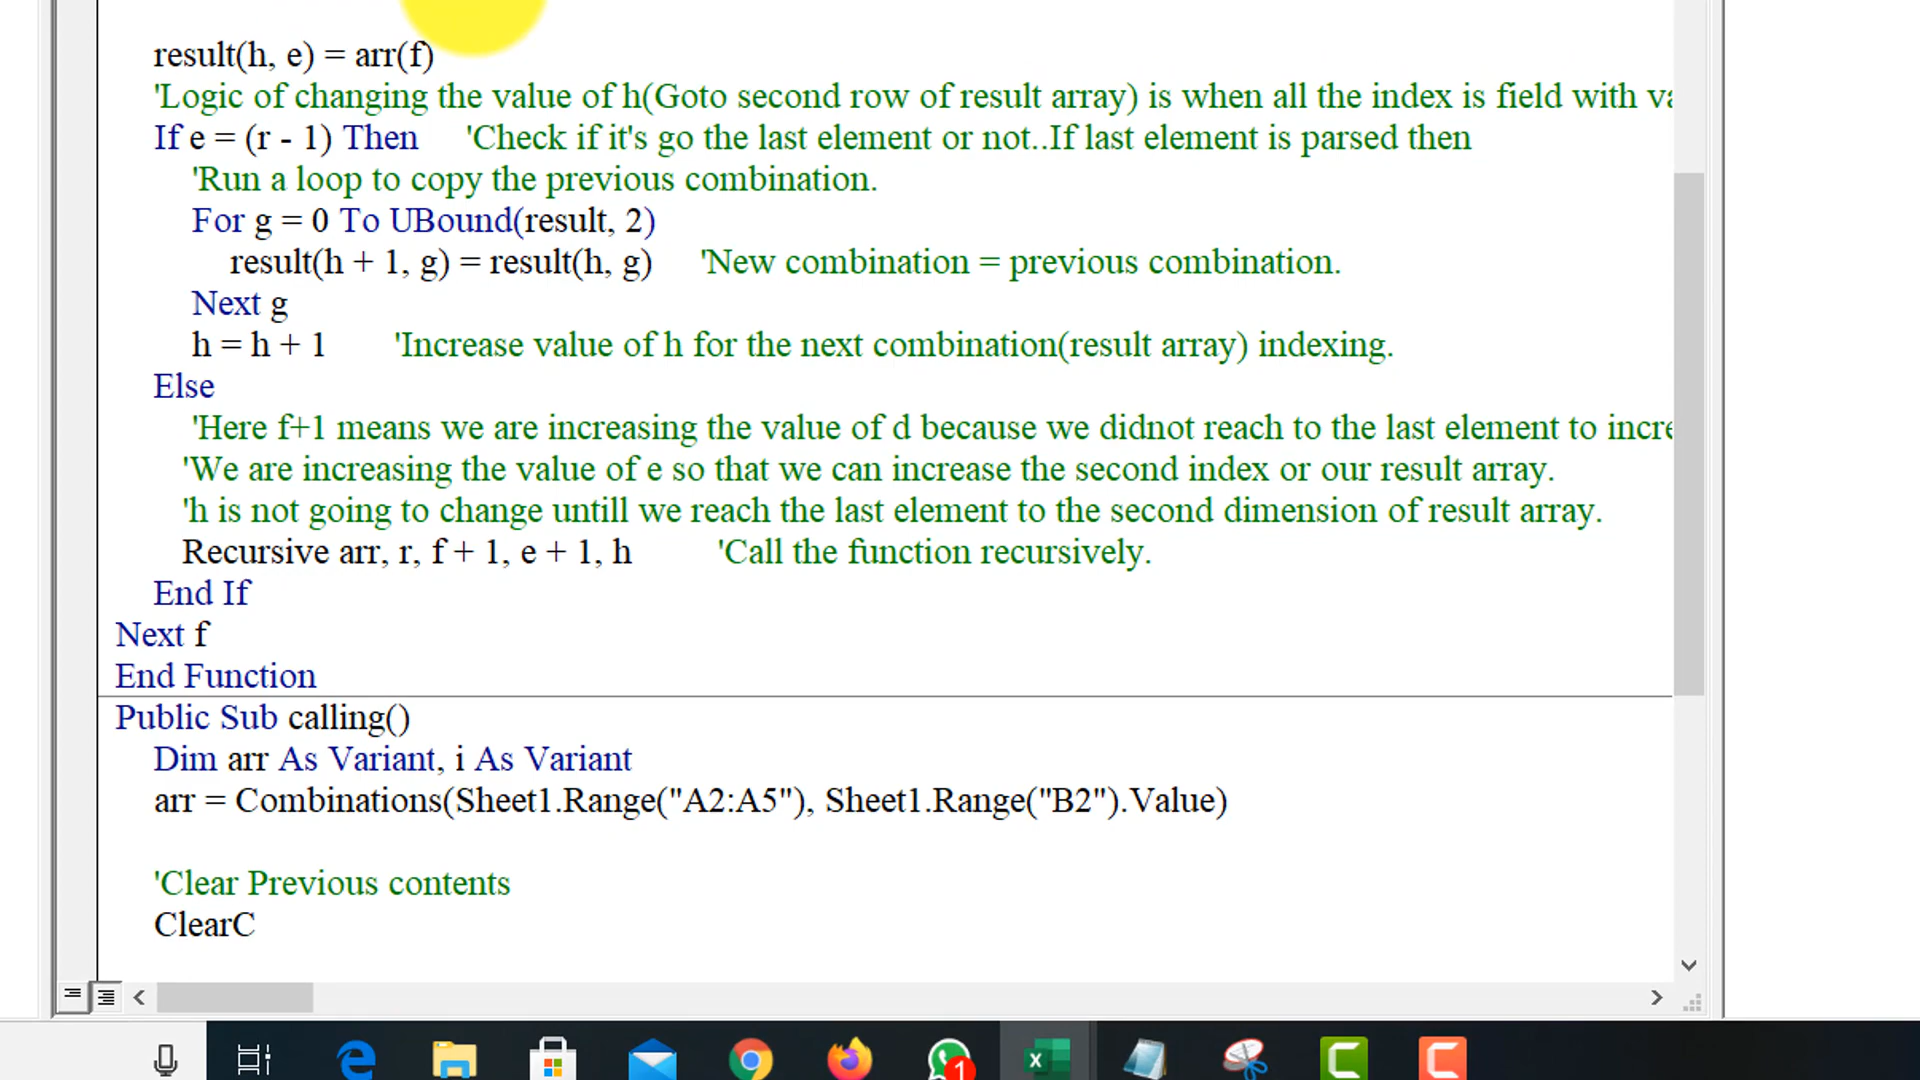 result(h, e) = arr(f)
'Logic of changing the value of h(Goto second row of result array) is when all the index is field with
If e = (r - 1) Then 'Check if it's go the last element or not..If last element is parsed then
'Run a loop to copy the previous combination.
For g = 0 To UBound(result, 2)
result(h + 1, g) = result(h, g) 'New combination = previous combination.
Next g
h = h + 1 'Increase value of h for the next combination(result array) indexing.
Else
'Here f+1 means we are increasing the value of d because we didnot reach to the last element to
'We are increasing the value of e so that we can increase the second index or our result array.
'h is not going to change untill we reach the last element to the second dimension of result array.
Recursive arr, r, f + 1, e + 1, h 'Call the function recursively.
End If
Next f
End Function
Public Sub calling()
Dim arr As Variant, i As Variant
arr = Combinations(Sheet1.Range("A2:A5"), Sheet1.Range("B2").Value)
'Clear Previous contents
ClearC
1